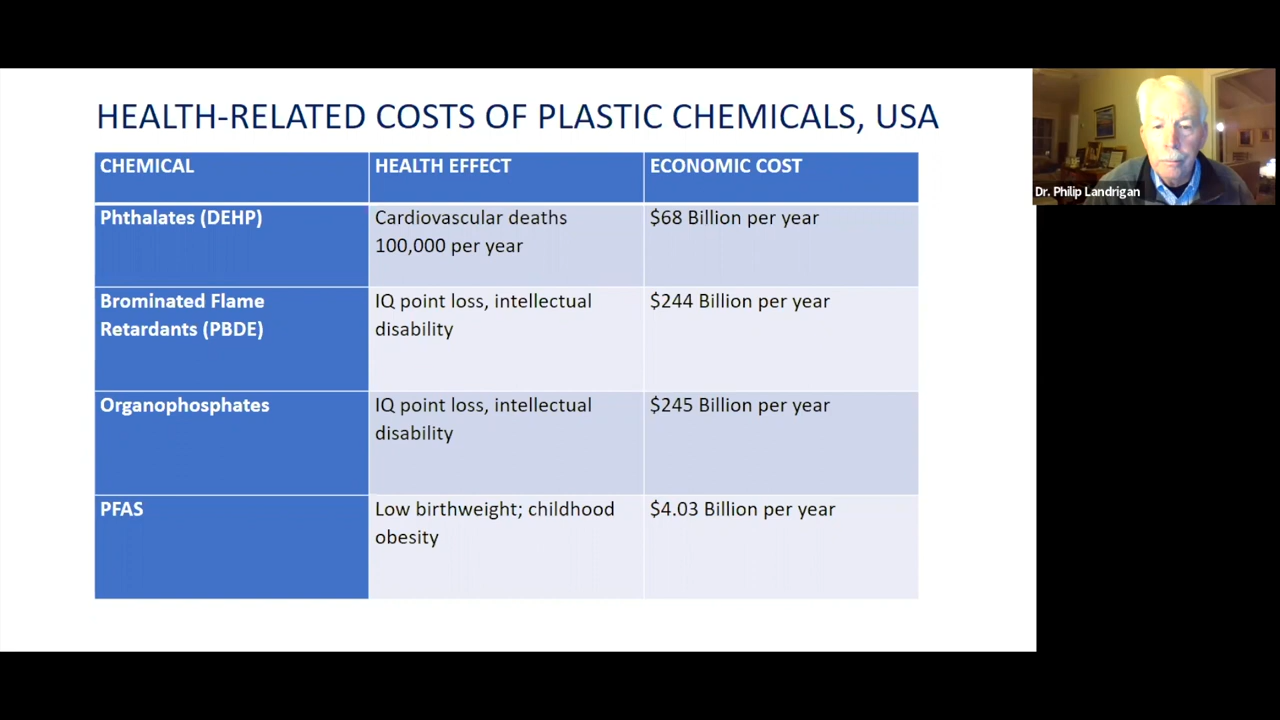 HEALTH-RELATED COSTS OF PLASTIC CHEMICALS, USA
CHEMICAL
HEALTH EFFECT
ECONOMIC COST
Phthalates (DEHP)
Cardiovascular deaths
100,000 per year
$68 Billion per year
Brominated Flame
Retardants (PBDE)
IQ point loss, intellectual
disability
$244 Billion per year
Organophosphates
IQ point loss, intellectual
disability
$245 Billion per year
PFAS
Low birthweight; childhood
obesity
$4.03 Billion per year
Dr. Philip Landrigan